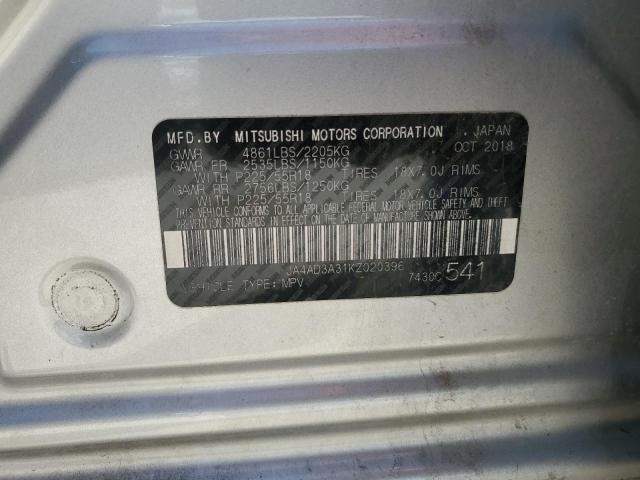 MFD.BY MITSUBISHI MOTORS CORPORATION , JAPAN
GVWR 4861LBS/2205KG OCT 2018
GAWR FR 2535LBS/1150KG
WITH P225/55R18 TIRES 18X7.0J RIMS
GAWR RR 2756LBS/1250KG
WITH P225/55R18 TIRES 18X7.0J RIMS
THIS VEHICLE CONFORMS TO ALL APPLICABLE FEDERAL MOTOR VEHICLE SAFETY AND THEFT
PREVENTION STANDARDS IN EFFECT ON THE DATE OF MANUFACTURE SHOWN ABOVE.
JA4AD3A31KZ020396
VEHICLE TYPE: MPV 7430C 541